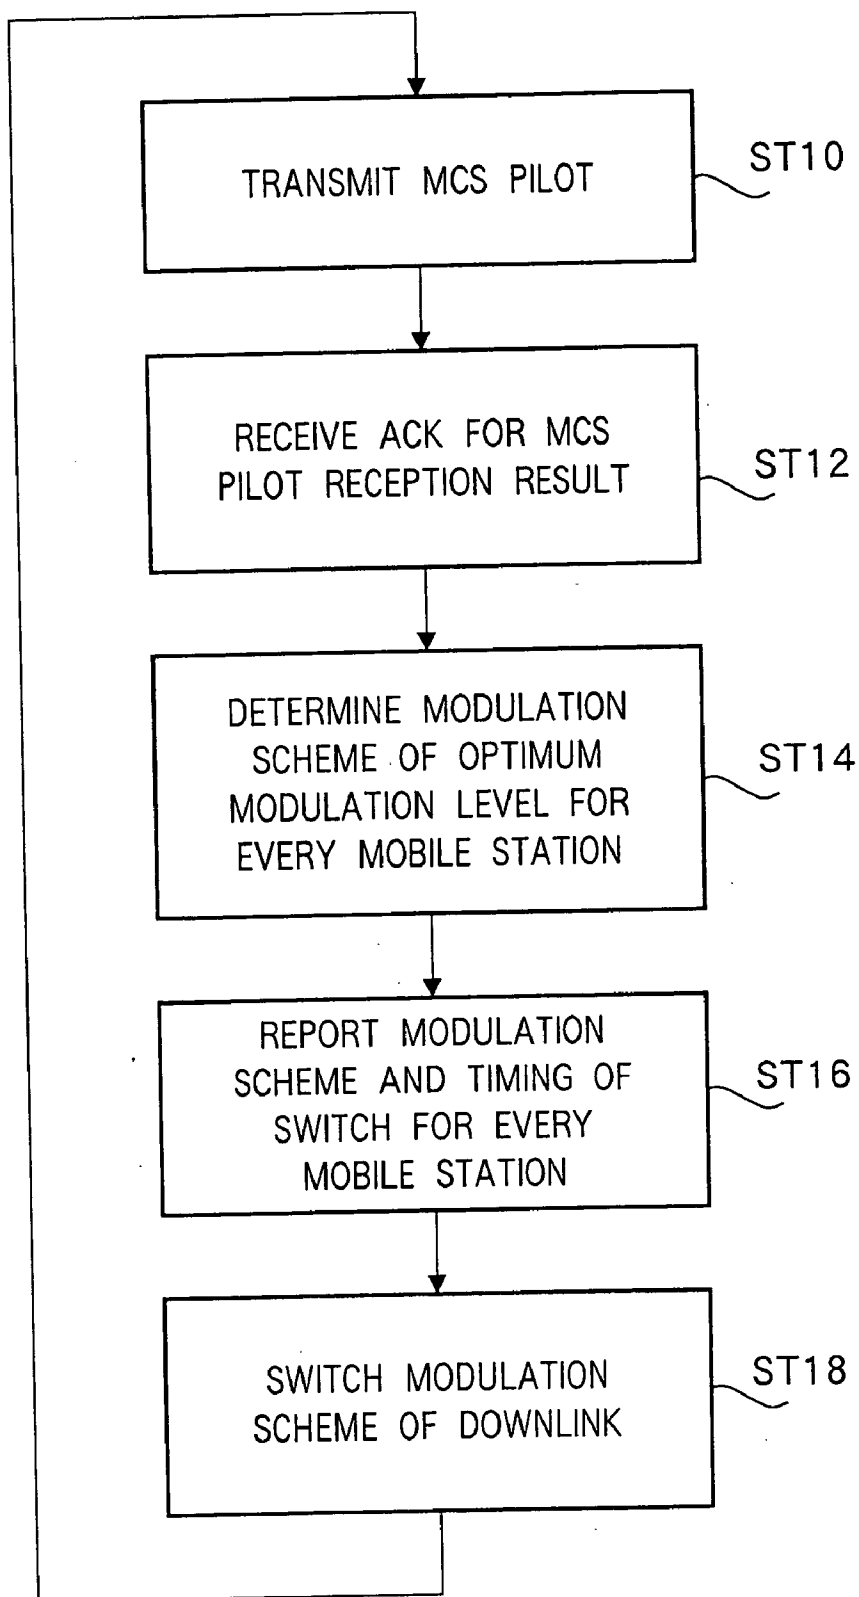 TRANSMIT MCS PILOT
ST10
RECEIVE ACK FOR MCS
PILOT RECEPTION RESULT
ST12
DETERMINE MODULATION
SCHEME OF OPTIMUM
MODULATION LEVEL FOR
EVERY MOBILE STATION
ST14
REPORT MODULATION
SCHEME AND TIMING OF
SWITCH FOR EVERY
MOBILE STATION
ST16
SWITCH MODULATION
SCHEME OF DOWNLINK
ST18